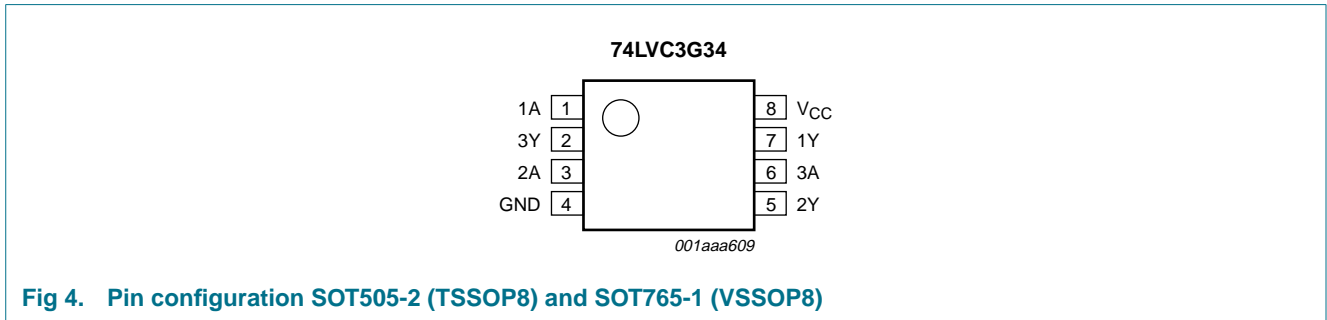 74LVC3G34
1A 1 8 VCC
3Y 2 7 1Y
2A 3 6 3A
GND 4 5 2Y
001aaa609
Fig 4. Pin configuration SOT505-2 (TSSOP8) and SOT765-1 (VSSOP8)